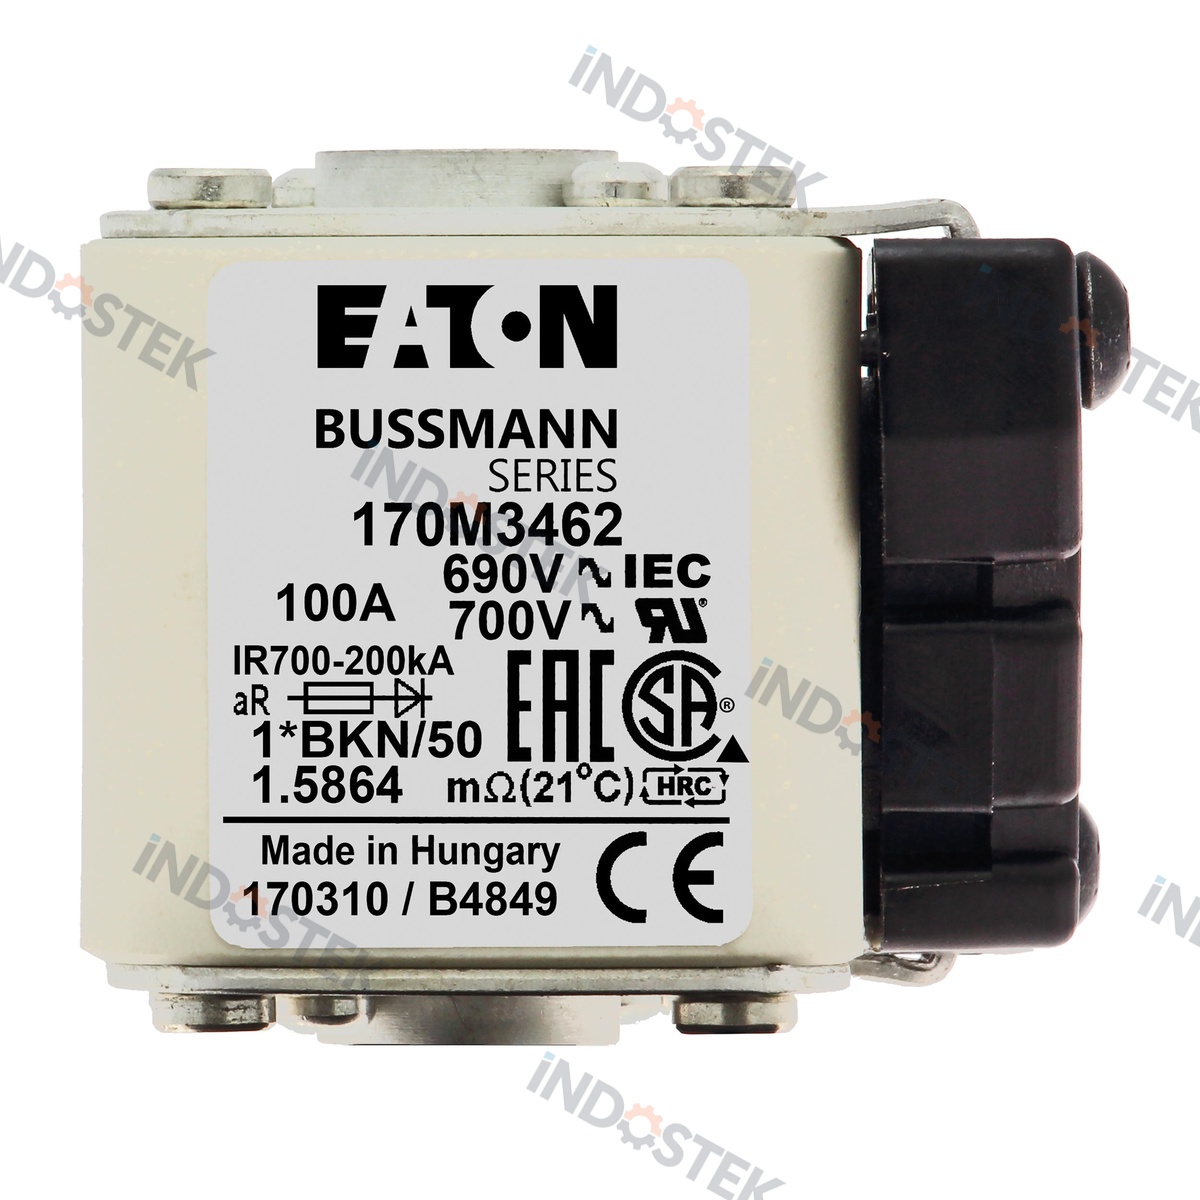 iNDOSTEK
iNDOSTEK
EATON
BUSSMANN
SERIES
iNDOSTEK
170M3462
100A 690V IEC
700V
IR700-200kA
aR EAC SA®
iNDOSTEK
1*BKN/50
1.5864 mΩ(21°C) HRC
Made in Hungary CE
170310 / B4849
iNDOSTEK
iNDOSTEK